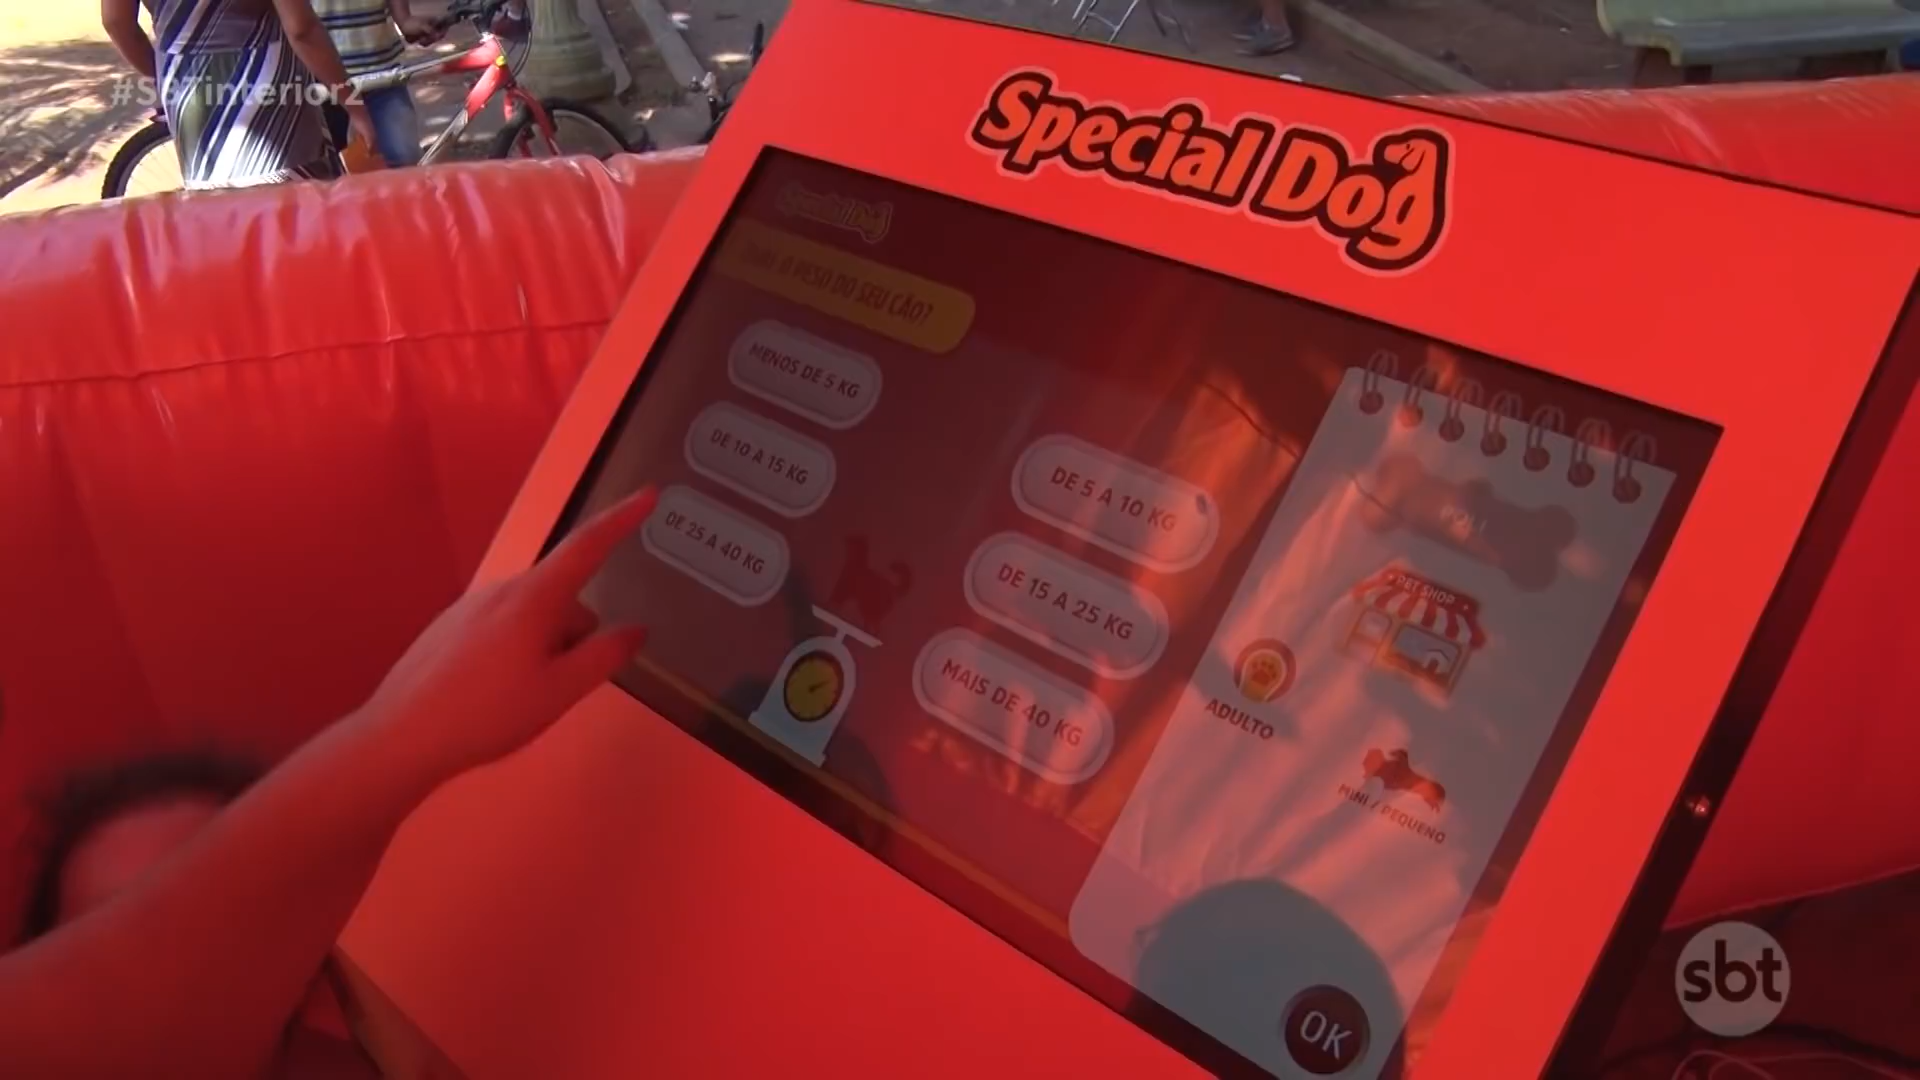 #SBTinterior2
Special Dog
Special Dog
QUAL O PESO DO SEU CÃO?
MENOS DE 5 KG
DE 10 A 15 KG
DE 25 A 40 KG
DE 5 A 10 KG
DE 15 A 25 KG
MAIS DE 40 KG
PET SHOP
ADULTO
MINI / PEQUENO
OK
sbt